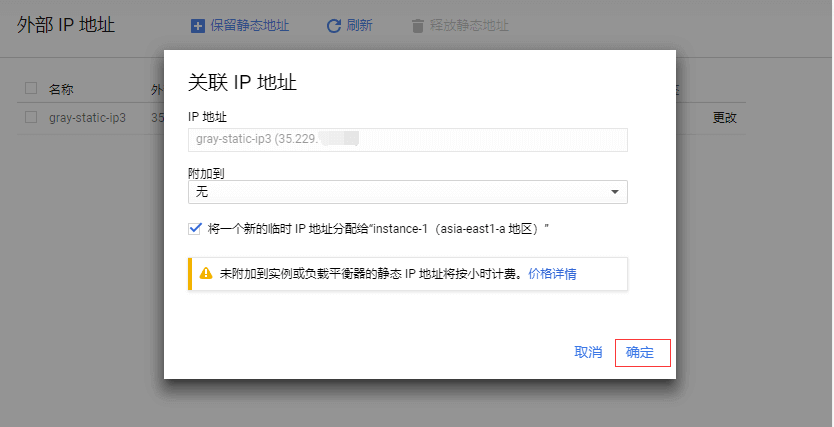 外部 IP 地址 保留静态地址 刷新 释放静态地址
关联 IP 地址
名称 外
IP 地址
gray-static-ip3 35 更改
gray-static-ip3 (35.229.
附加到
无
将一个新的临时 IP 地址分配给“instance-1（asia-east1-a 地区）”
未附加到实例或负载平衡器的静态 IP 地址将按小时计费。价格详情
取消 确定